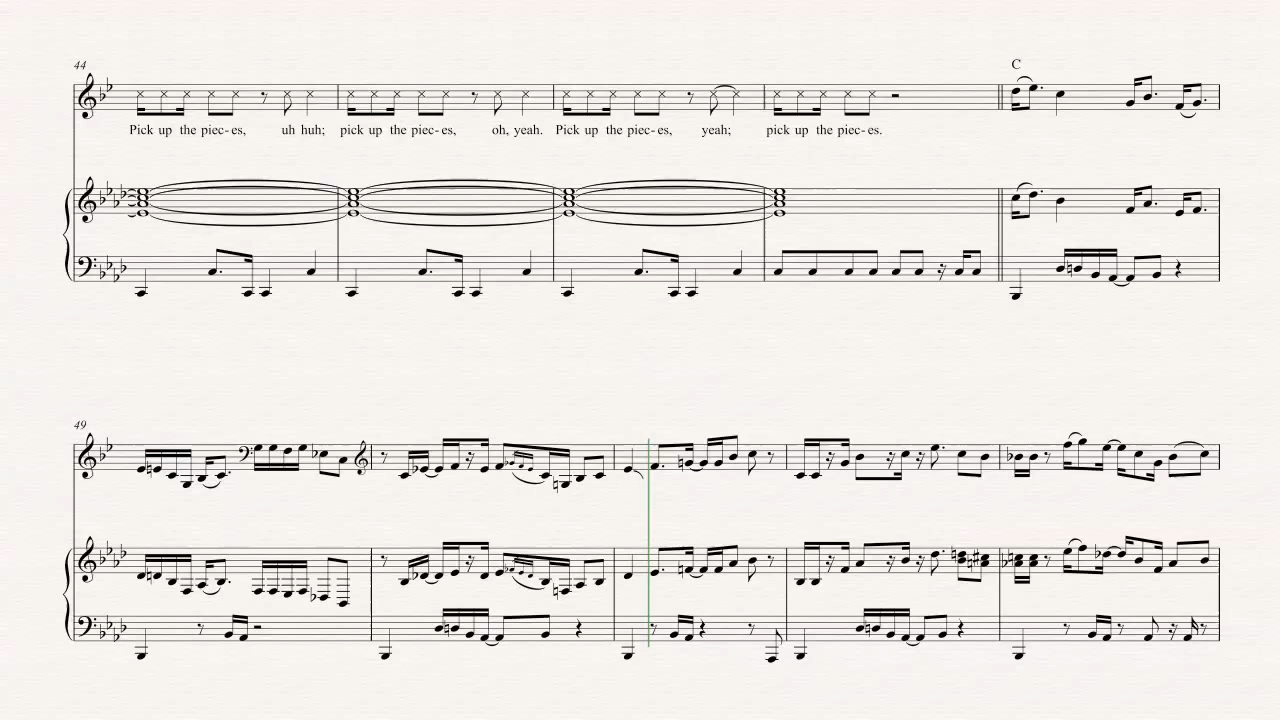 44
C
Pick up the piec-es, uh huh; pick up the piec-es, oh, yeah. Pick up the piec-es, yeah; pick up the piec-es.
49